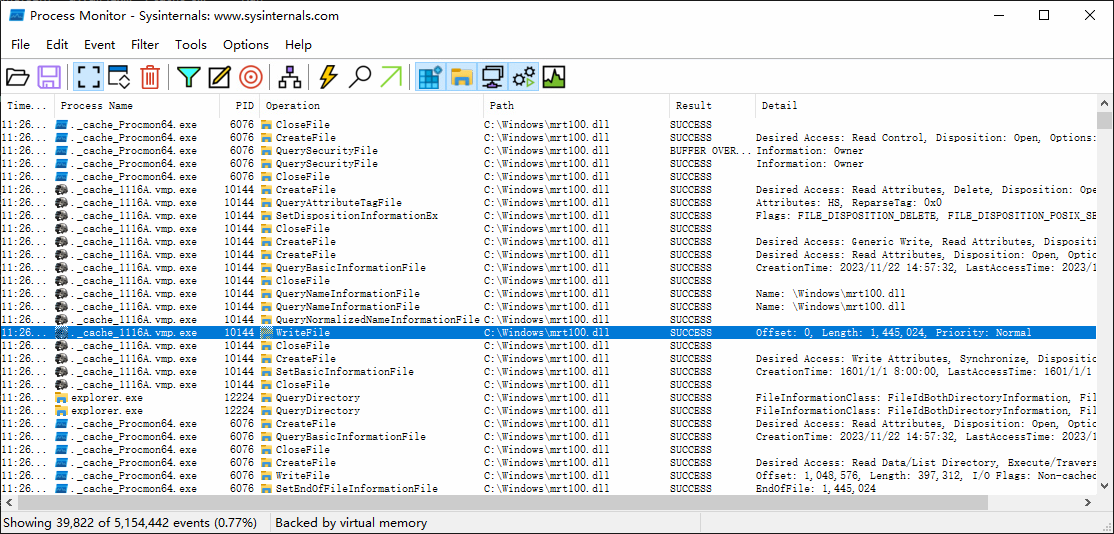 Process Monitor - Sysinternals: www.sysinternals.com
File Edit Event Filter Tools Options Help
Time... Process Name PID Operation Path Result Detail
11:26... ._cache_Procmon64.exe 6076 CloseFile C:\Windows\mrt100.dll SUCCESS
11:26... ._cache_Procmon64.exe 6076 CreateFile C:\Windows\mrt100.dll SUCCESS Desired Access: Read Control, Disposition: Open, Options:
11:26... ._cache_Procmon64.exe 6076 QuerySecurityFile C:\Windows\mrt100.dll BUFFER OVER... Information: Owner
11:26... ._cache_Procmon64.exe 6076 QuerySecurityFile C:\Windows\mrt100.dll SUCCESS Information: Owner
11:26... ._cache_Procmon64.exe 6076 CloseFile C:\Windows\mrt100.dll SUCCESS
11:26... ._cache_1116A.vmp.exe 10144 CreateFile C:\Windows\mrt100.dll SUCCESS Desired Access: Read Attributes, Delete, Disposition: Ope
11:26... ._cache_1116A.vmp.exe 10144 QueryAttributeTagFile C:\Windows\mrt100.dll SUCCESS Attributes: HS, ReparseTag: 0x0
11:26... ._cache_1116A.vmp.exe 10144 SetDispositionInformationEx C:\Windows\mrt100.dll SUCCESS Flags: FILE_DISPOSITION_DELETE, FILE_DISPOSITION_POSIX_SE
11:26... ._cache_1116A.vmp.exe 10144 CloseFile C:\Windows\mrt100.dll SUCCESS
11:26... ._cache_1116A.vmp.exe 10144 CreateFile C:\Windows\mrt100.dll SUCCESS Desired Access: Generic Write, Read Attributes, Dispositi
11:26... ._cache_1116A.vmp.exe 10144 CreateFile C:\Windows\mrt100.dll SUCCESS Desired Access: Read Attributes, Disposition: Open, Optio
11:26... ._cache_1116A.vmp.exe 10144 QueryBasicInformationFile C:\Windows\mrt100.dll SUCCESS CreationTime: 2023/11/22 14:57:32, LastAccessTime: 2023/1
11:26... ._cache_1116A.vmp.exe 10144 CloseFile C:\Windows\mrt100.dll SUCCESS
11:26... ._cache_1116A.vmp.exe 10144 QueryNameInformationFile C:\Windows\mrt100.dll SUCCESS Name: \Windows\mrt100.dll
11:26... ._cache_1116A.vmp.exe 10144 QueryNameInformationFile C:\Windows\mrt100.dll SUCCESS Name: \Windows\mrt100.dll
11:26... ._cache_1116A.vmp.exe 10144 QueryNormalizedNameInformationFile C:\Windows\mrt100.dll SUCCESS
11:26... ._cache_1116A.vmp.exe 10144 WriteFile C:\Windows\mrt100.dll SUCCESS Offset: 0, Length: 1,445,024, Priority: Normal
11:26... ._cache_1116A.vmp.exe 10144 CloseFile C:\Windows\mrt100.dll SUCCESS
11:26... ._cache_1116A.vmp.exe 10144 CreateFile C:\Windows\mrt100.dll SUCCESS Desired Access: Write Attributes, Synchronize, Dispositio
11:26... ._cache_1116A.vmp.exe 10144 SetBasicInformationFile C:\Windows\mrt100.dll SUCCESS CreationTime: 1601/1/1 8:00:00, LastAccessTime: 1601/1/1
11:26... ._cache_1116A.vmp.exe 10144 CloseFile C:\Windows\mrt100.dll SUCCESS
11:26... explorer.exe 12224 QueryDirectory C:\Windows\mrt100.dll SUCCESS FileInformationClass: FileIdBothDirectoryInformation, Fil
11:26... explorer.exe 12224 QueryDirectory C:\Windows\mrt100.dll SUCCESS FileInformationClass: FileIdBothDirectoryInformation, Fil
11:26... ._cache_Procmon64.exe 6076 CreateFile C:\Windows\mrt100.dll SUCCESS Desired Access: Read Attributes, Disposition: Open, Optio
11:26... ._cache_Procmon64.exe 6076 QueryBasicInformationFile C:\Windows\mrt100.dll SUCCESS CreationTime: 2023/11/22 14:57:32, LastAccessTime: 2023/1
11:26... ._cache_Procmon64.exe 6076 CloseFile C:\Windows\mrt100.dll SUCCESS
11:26... ._cache_Procmon64.exe 6076 CreateFile C:\Windows\mrt100.dll SUCCESS Desired Access: Read Data/List Directory, Execute/Travers
11:26... ._cache_Procmon64.exe 6076 WriteFile C:\Windows\mrt100.dll SUCCESS Offset: 1,048,576, Length: 397,312, I/O Flags: Non-cached
11:26... ._cache_Procmon64.exe 6076 SetEndOfFileInformationFile C:\Windows\mrt100.dll SUCCESS EndOfFile: 1,445,024
Showing 39,822 of 5,154,442 events (0.77%) Backed by virtual memory